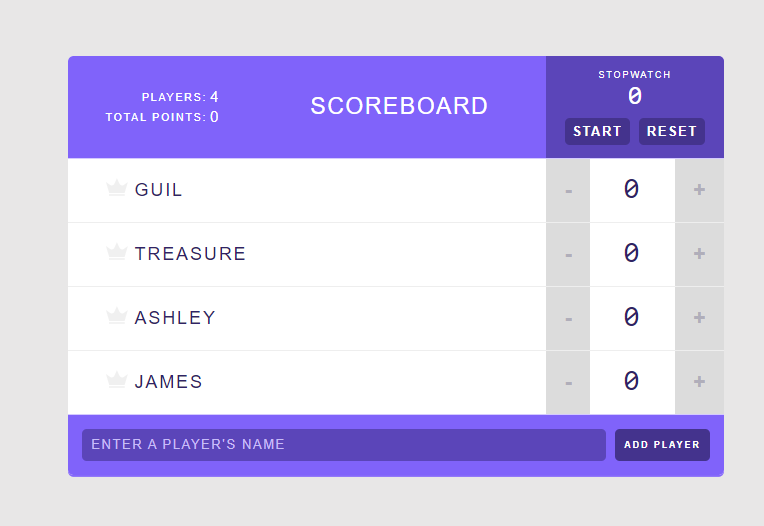 PLAYERS: 4
TOTAL POINTS: 0
SCOREBOARD
STOPWATCH
0
START RESET
GUIL - 0 +
TREASURE - 0 +
ASHLEY - 0 +
JAMES - 0 +
ENTER A PLAYER'S NAME ADD PLAYER